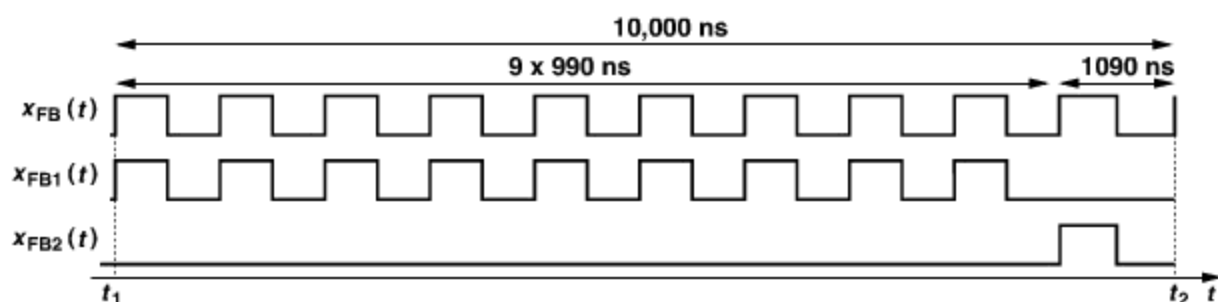 10,000 ns
9 x 990 ns 1090 ns
xFB (t)
xFB1 (t)
xFB2 (t)
t1 t2 t